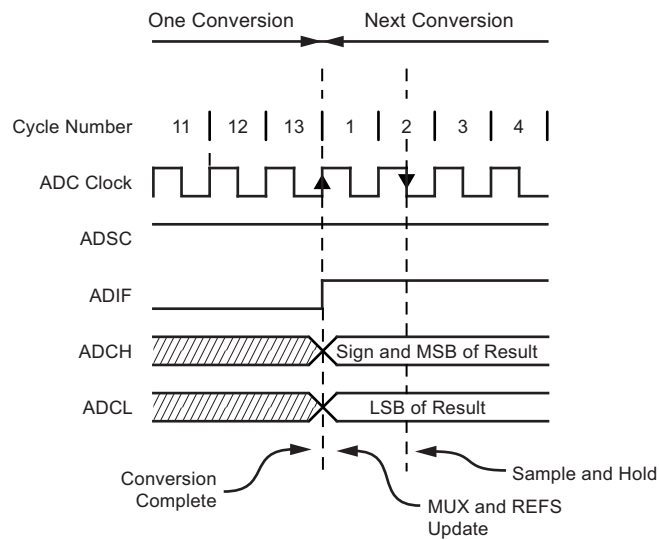 One Conversion Next Conversion
Cycle Number 11 12 13 1 2 3 4
ADC Clock
ADSC
ADIF
ADCH Sign and MSB of Result
ADCL LSB of Result
Conversion
Complete
Sample and Hold
MUX and REFS
Update